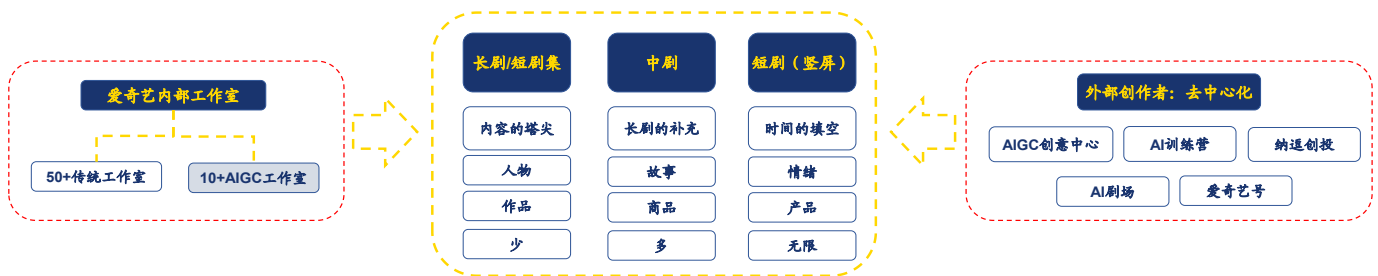 爱奇艺内部工作室
50+传统工作室
10+AIGC工作室
长剧/短剧集
中剧
短剧（竖屏）
内容的塔尖
长剧的补充
时间的填空
人物
故事
情绪
作品
商品
产品
少
多
无限
外部创作者：去中心化
AIGC创意中心
AI训练营
纳逗创投
AI剧场
爱奇艺号